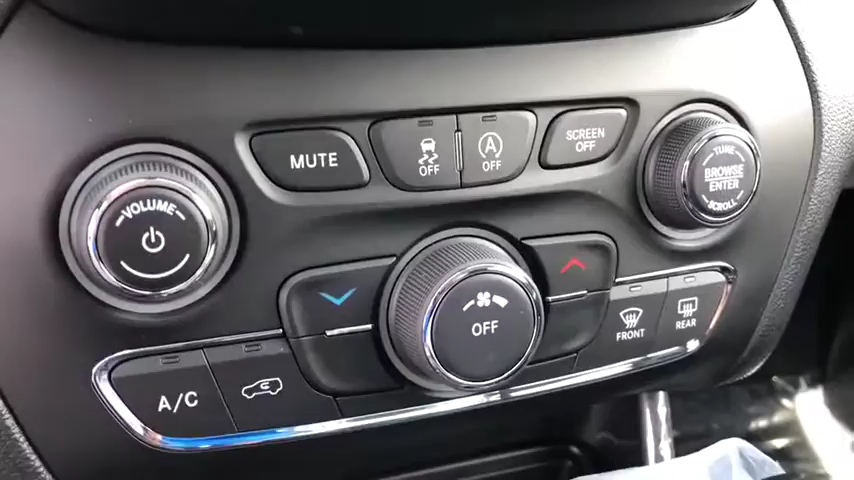 MUTE
OFF
A
OFF
SCREEN
OFF
TUNE
BROWSE
ENTER
SCROLL
VOLUME
OFF
FRONT
REAR
A/C